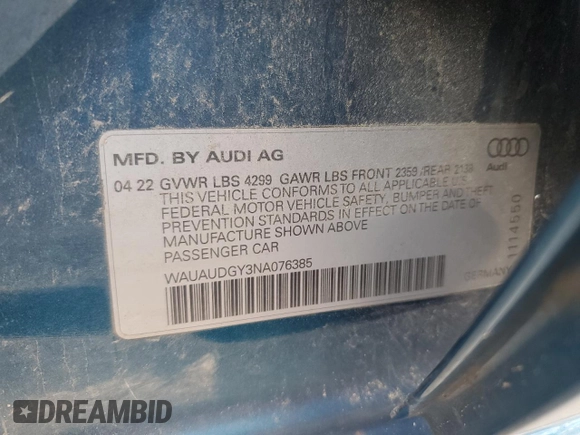 MFD. BY AUDI AG
Audi
04 22 GVWR LBS 4299 GAWR LBS FRONT 2359 /REAR
THIS VEHICLE CONFORMS TO ALL APPLICABLE U.S.
FEDERAL MOTOR VEHICLE SAFETY, BUMPER AND THEFT
PREVENTION STANDARDS IN EFFECT ON THE DATE OF
MANUFACTURE SHOWN ABOVE
PASSENGER CAR
WAUAUDGY3NA076385
GERMANY
1114550
DREAMBID